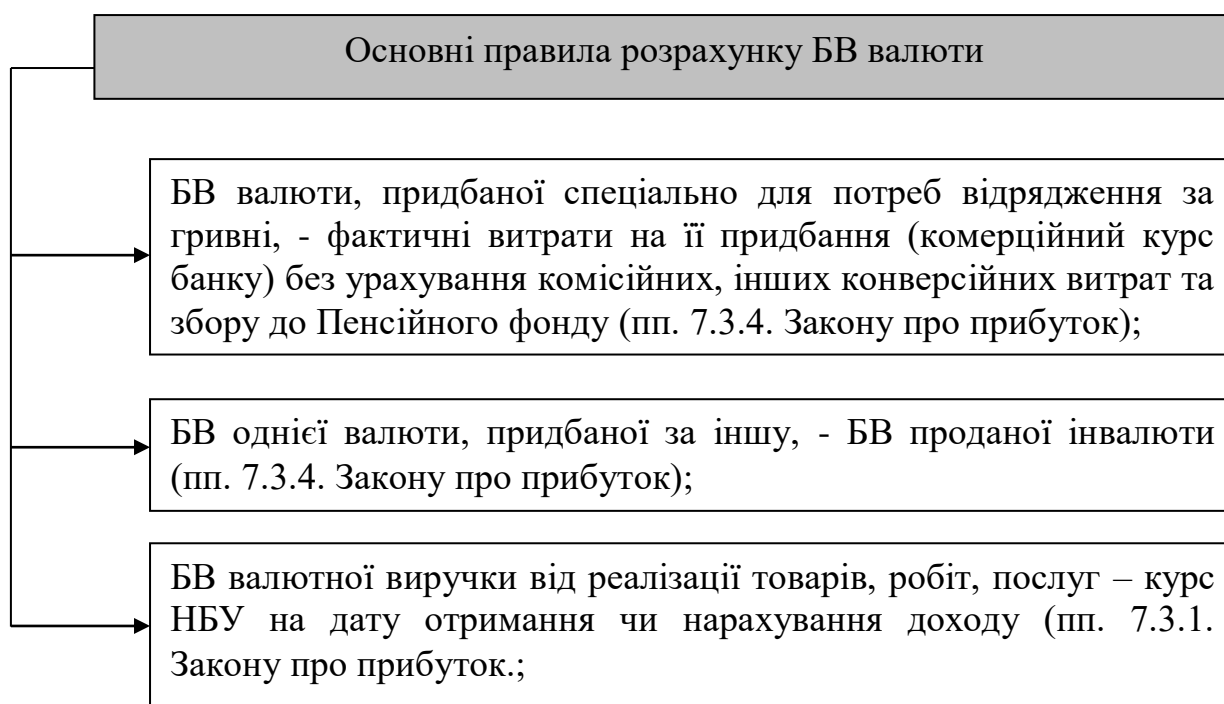 Основні правила розрахунку БВ валюти
БВ валюти, придбаної спеціально для потреб відрядження за
гривні, - фактичні витрати на її придбання (комерційний курс
банку) без урахування комісійних, інших конверсійних витрат та
збору до Пенсійного фонду (пп. 7.3.4. Закону про прибуток);
БВ однієї валюти, придбаної за іншу, - БВ проданої інвалюти
(пп. 7.3.4. Закону про прибуток);
БВ валютної виручки від реалізації товарів, робіт, послуг – курс
НБУ на дату отримання чи нарахування доходу (пп. 7.3.1.
Закону про прибуток.;